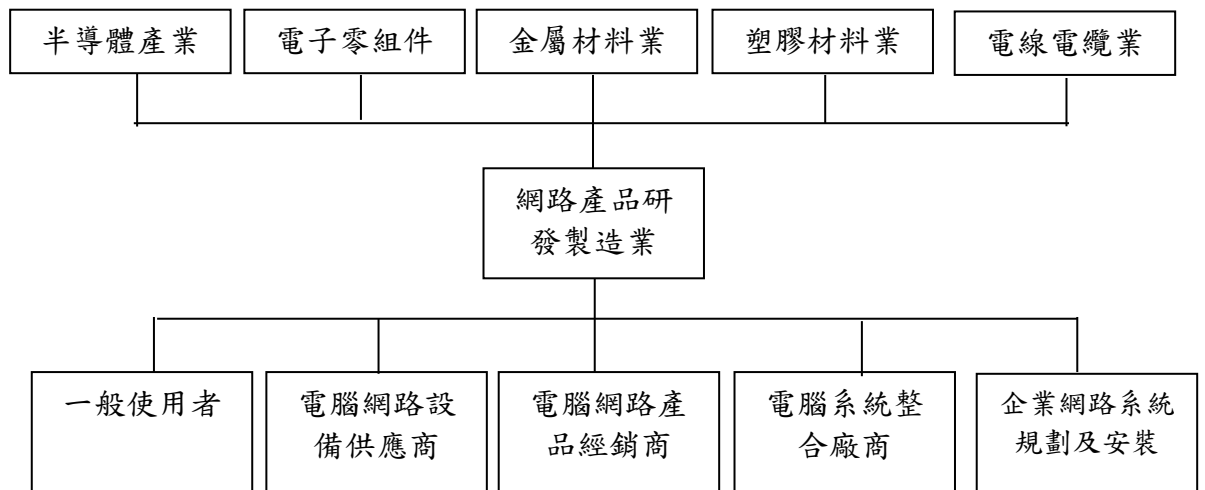 半導體產業
電子零組件
金屬材料業
塑膠材料業
電線電纜業
網路產品研
發製造業
一般使用者
電腦網路設
備供應商
電腦網路產
品經銷商
電腦系統整
合廠商
企業網路系統
規劃及安裝